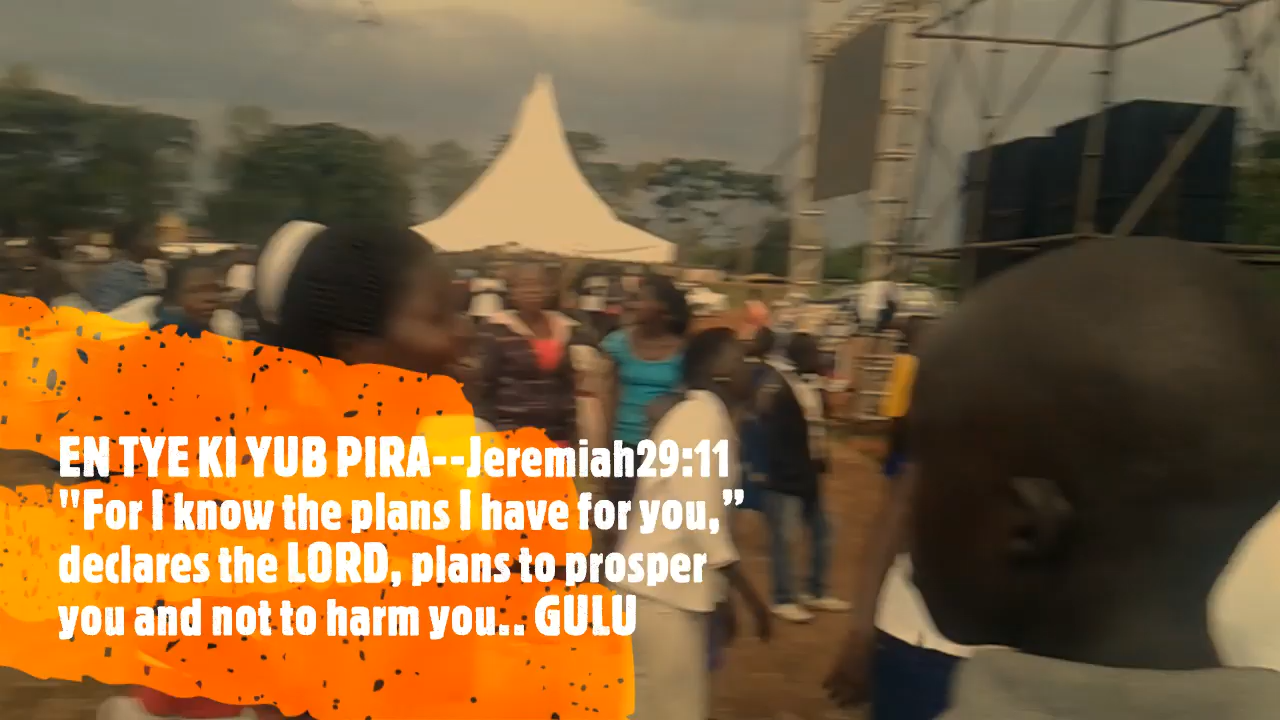 EN TYE KI YUB PIRA--Jeremiah29:11
"For I know the plans I have for you,”
declares the LORD, plans to prosper
you and not to harm you.. GULU